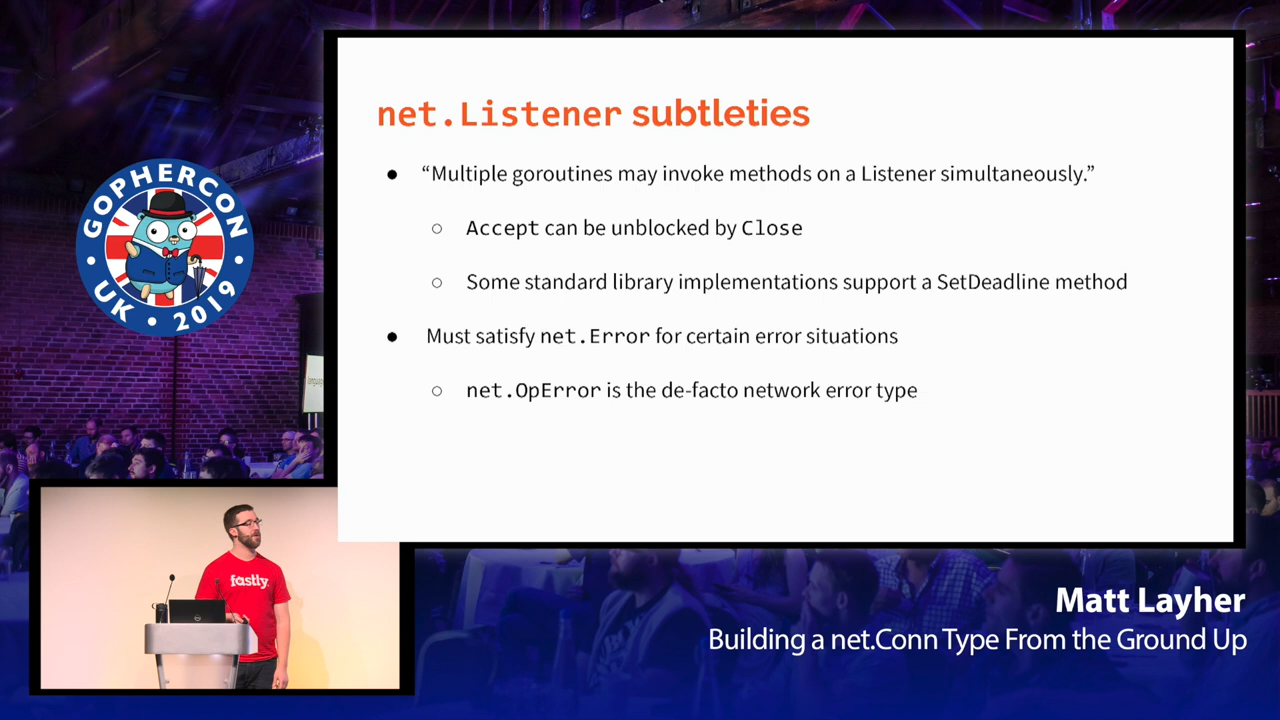 net.Listener subtleties
● “Multiple goroutines may invoke methods on a Listener simultaneously.”
○ Accept can be unblocked by Close
○ Some standard library implementations support a SetDeadline method
● Must satisfy net.Error for certain error situations
○ net.OpError is the de-facto network error type
GOPHERCON
• UK • 2019 •
fastly
Matt Layher
Building a net.Conn Type From the Ground Up